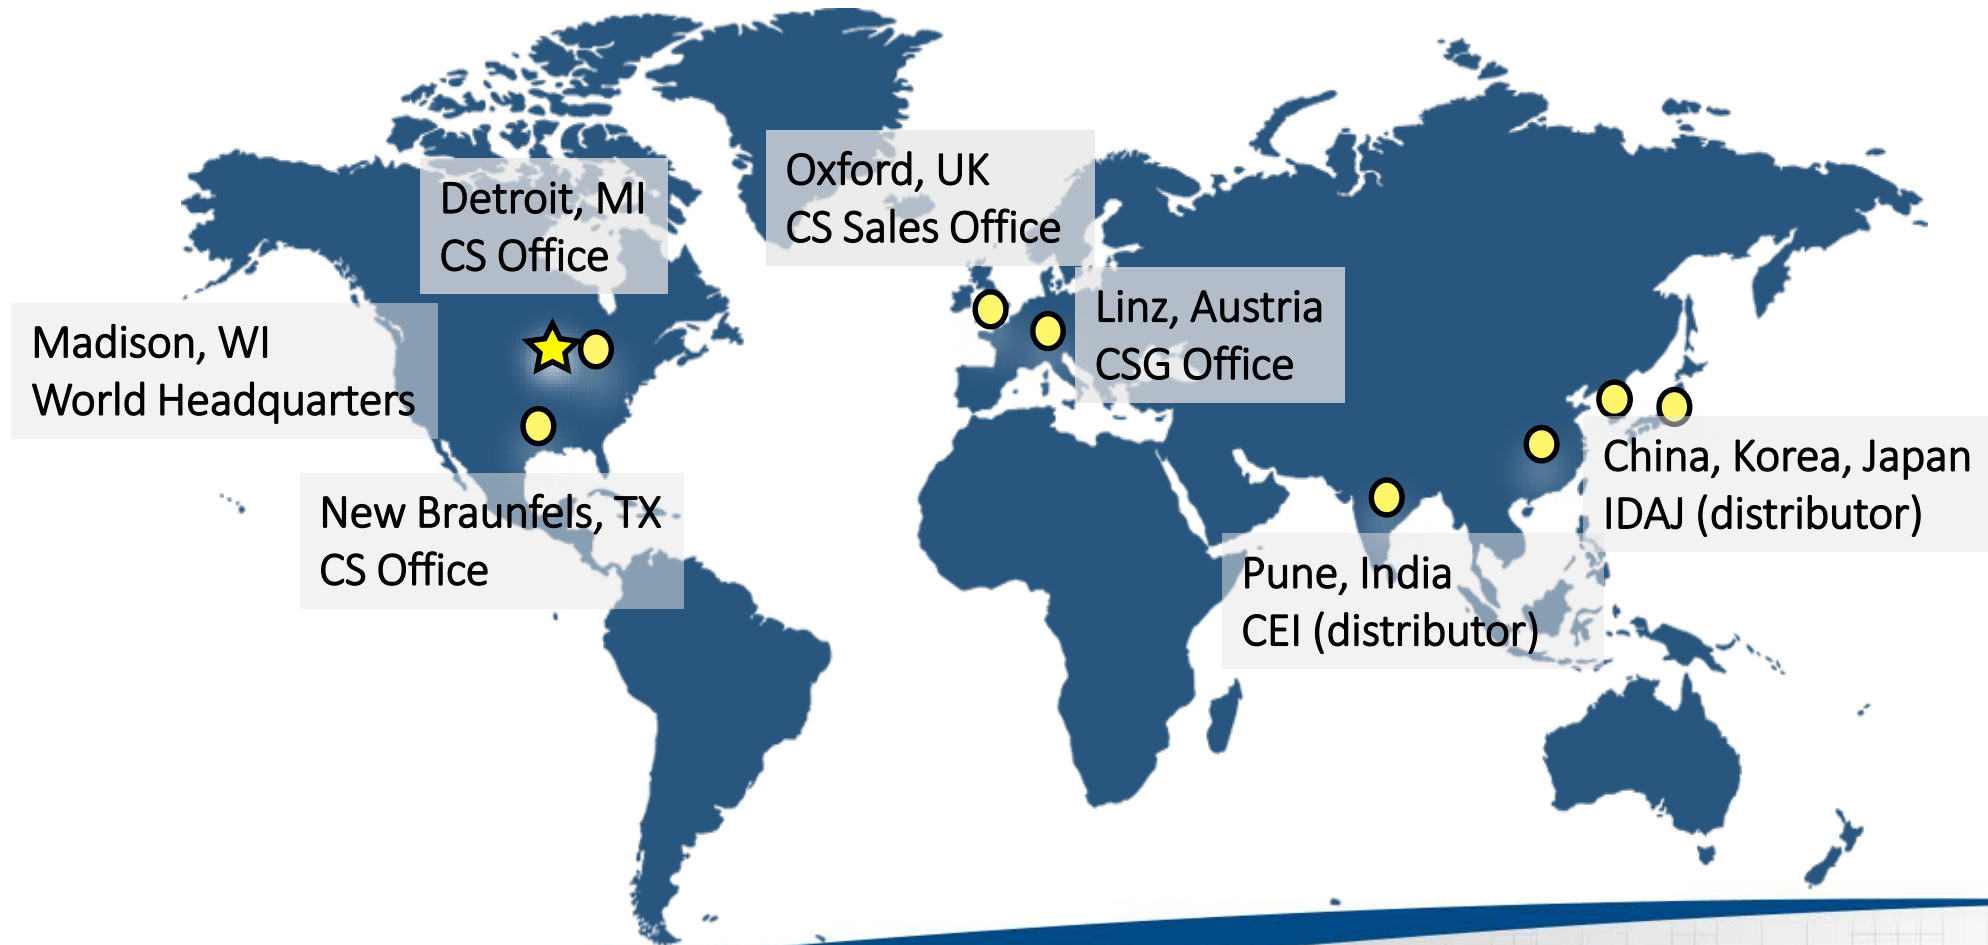 Detroit, MI
CS Office
Oxford, UK
CS Sales Office
Madison, WI
World Headquarters
Linz, Austria
CSG Office
New Braunfels, TX
CS Office
China, Korea, Japan
IDAJ (distributor)
Pune, India
CEI (distributor)